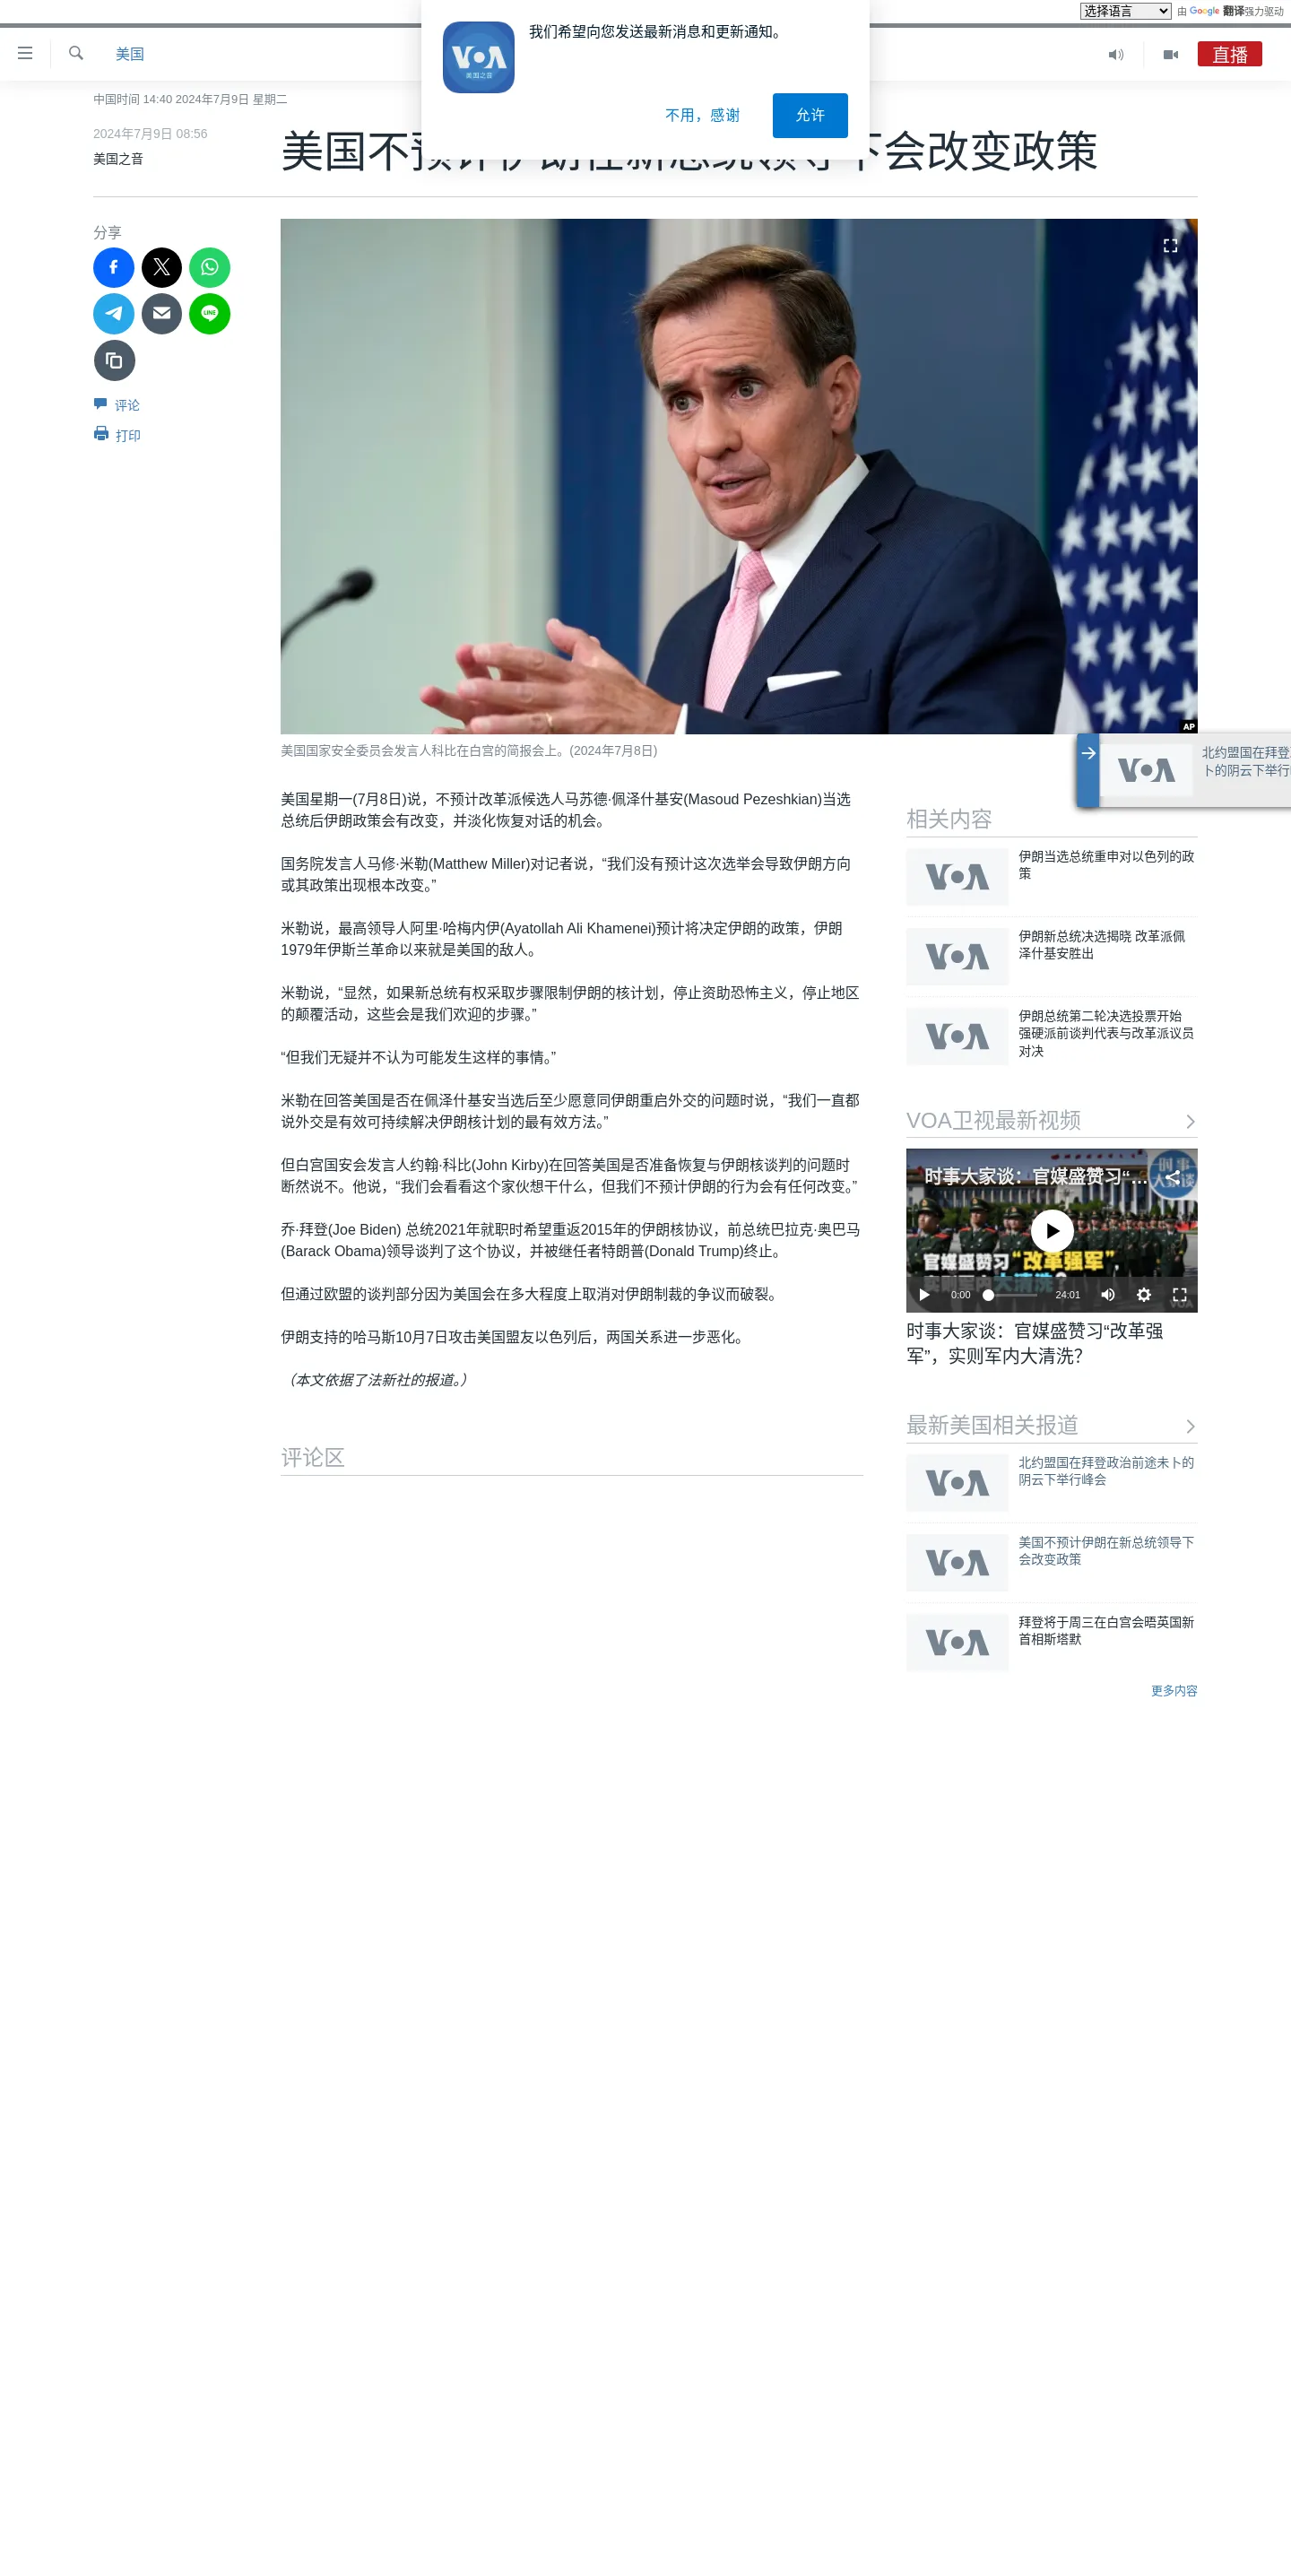 选择语言
由 Google 翻译强力驱动
美国
直播
VOA
美国之音
我们希望向您发送最新消息和更新通知。
不用，感谢
允许
中国时间 14:40 2024年7月9日 星期二
2024年7月9日 08:56
美国之音
美国不预计伊朗在新总统领导下会改变政策
分享
LINE
评论
打印
AP
美国国家安全委员会发言人科比在白宫的简报会上。(2024年7月8日)
VOA
北约盟国在拜登
卜的阴云下举行
美国星期一(7月8日)说，不预计改革派候选人马苏德·佩泽什基安(Masoud Pezeshkian)当选
总统后伊朗政策会有改变，并淡化恢复对话的机会。
国务院发言人马修·米勒(Matthew Miller)对记者说，“我们没有预计这次选举会导致伊朗方向
或其政策出现根本改变。”
米勒说，最高领导人阿里·哈梅内伊(Ayatollah Ali Khamenei)预计将决定伊朗的政策，伊朗
1979年伊斯兰革命以来就是美国的敌人。
米勒说，“显然，如果新总统有权采取步骤限制伊朗的核计划，停止资助恐怖主义，停止地区
的颠覆活动，这些会是我们欢迎的步骤。”
“但我们无疑并不认为可能发生这样的事情。”
米勒在回答美国是否在佩泽什基安当选后至少愿意同伊朗重启外交的问题时说，“我们一直都
说外交是有效可持续解决伊朗核计划的最有效方法。”
但白宫国安会发言人约翰·科比(John Kirby)在回答美国是否准备恢复与伊朗核谈判的问题时
断然说不。他说，“我们会看看这个家伙想干什么，但我们不预计伊朗的行为会有任何改变。”
乔·拜登(Joe Biden) 总统2021年就职时希望重返2015年的伊朗核协议，前总统巴拉克·奥巴马
(Barack Obama)领导谈判了这个协议，并被继任者特朗普(Donald Trump)终止。
但通过欧盟的谈判部分因为美国会在多大程度上取消对伊朗制裁的争议而破裂。
伊朗支持的哈马斯10月7日攻击美国盟友以色列后，两国关系进一步恶化。
（本文依据了法新社的报道。）
评论区
相关内容
VOA
伊朗当选总统重申对以色列的政
策
VOA
伊朗新总统决选揭晓 改革派佩
泽什基安胜出
VOA
伊朗总统第二轮决选投票开始
强硬派前谈判代表与改革派议员
对决
VOA卫视最新视频
时事大家谈：官媒盛赞习“...
时事
大家谈
官媒盛赞习“改革强军”
实则军内大清洗？
VOA
0:00
24:01
时事大家谈：官媒盛赞习“改革强
军”，实则军内大清洗？
最新美国相关报道
VOA
北约盟国在拜登政治前途未卜的
阴云下举行峰会
VOA
美国不预计伊朗在新总统领导下
会改变政策
VOA
拜登将于周三在白宫会晤英国新
首相斯塔默
更多内容